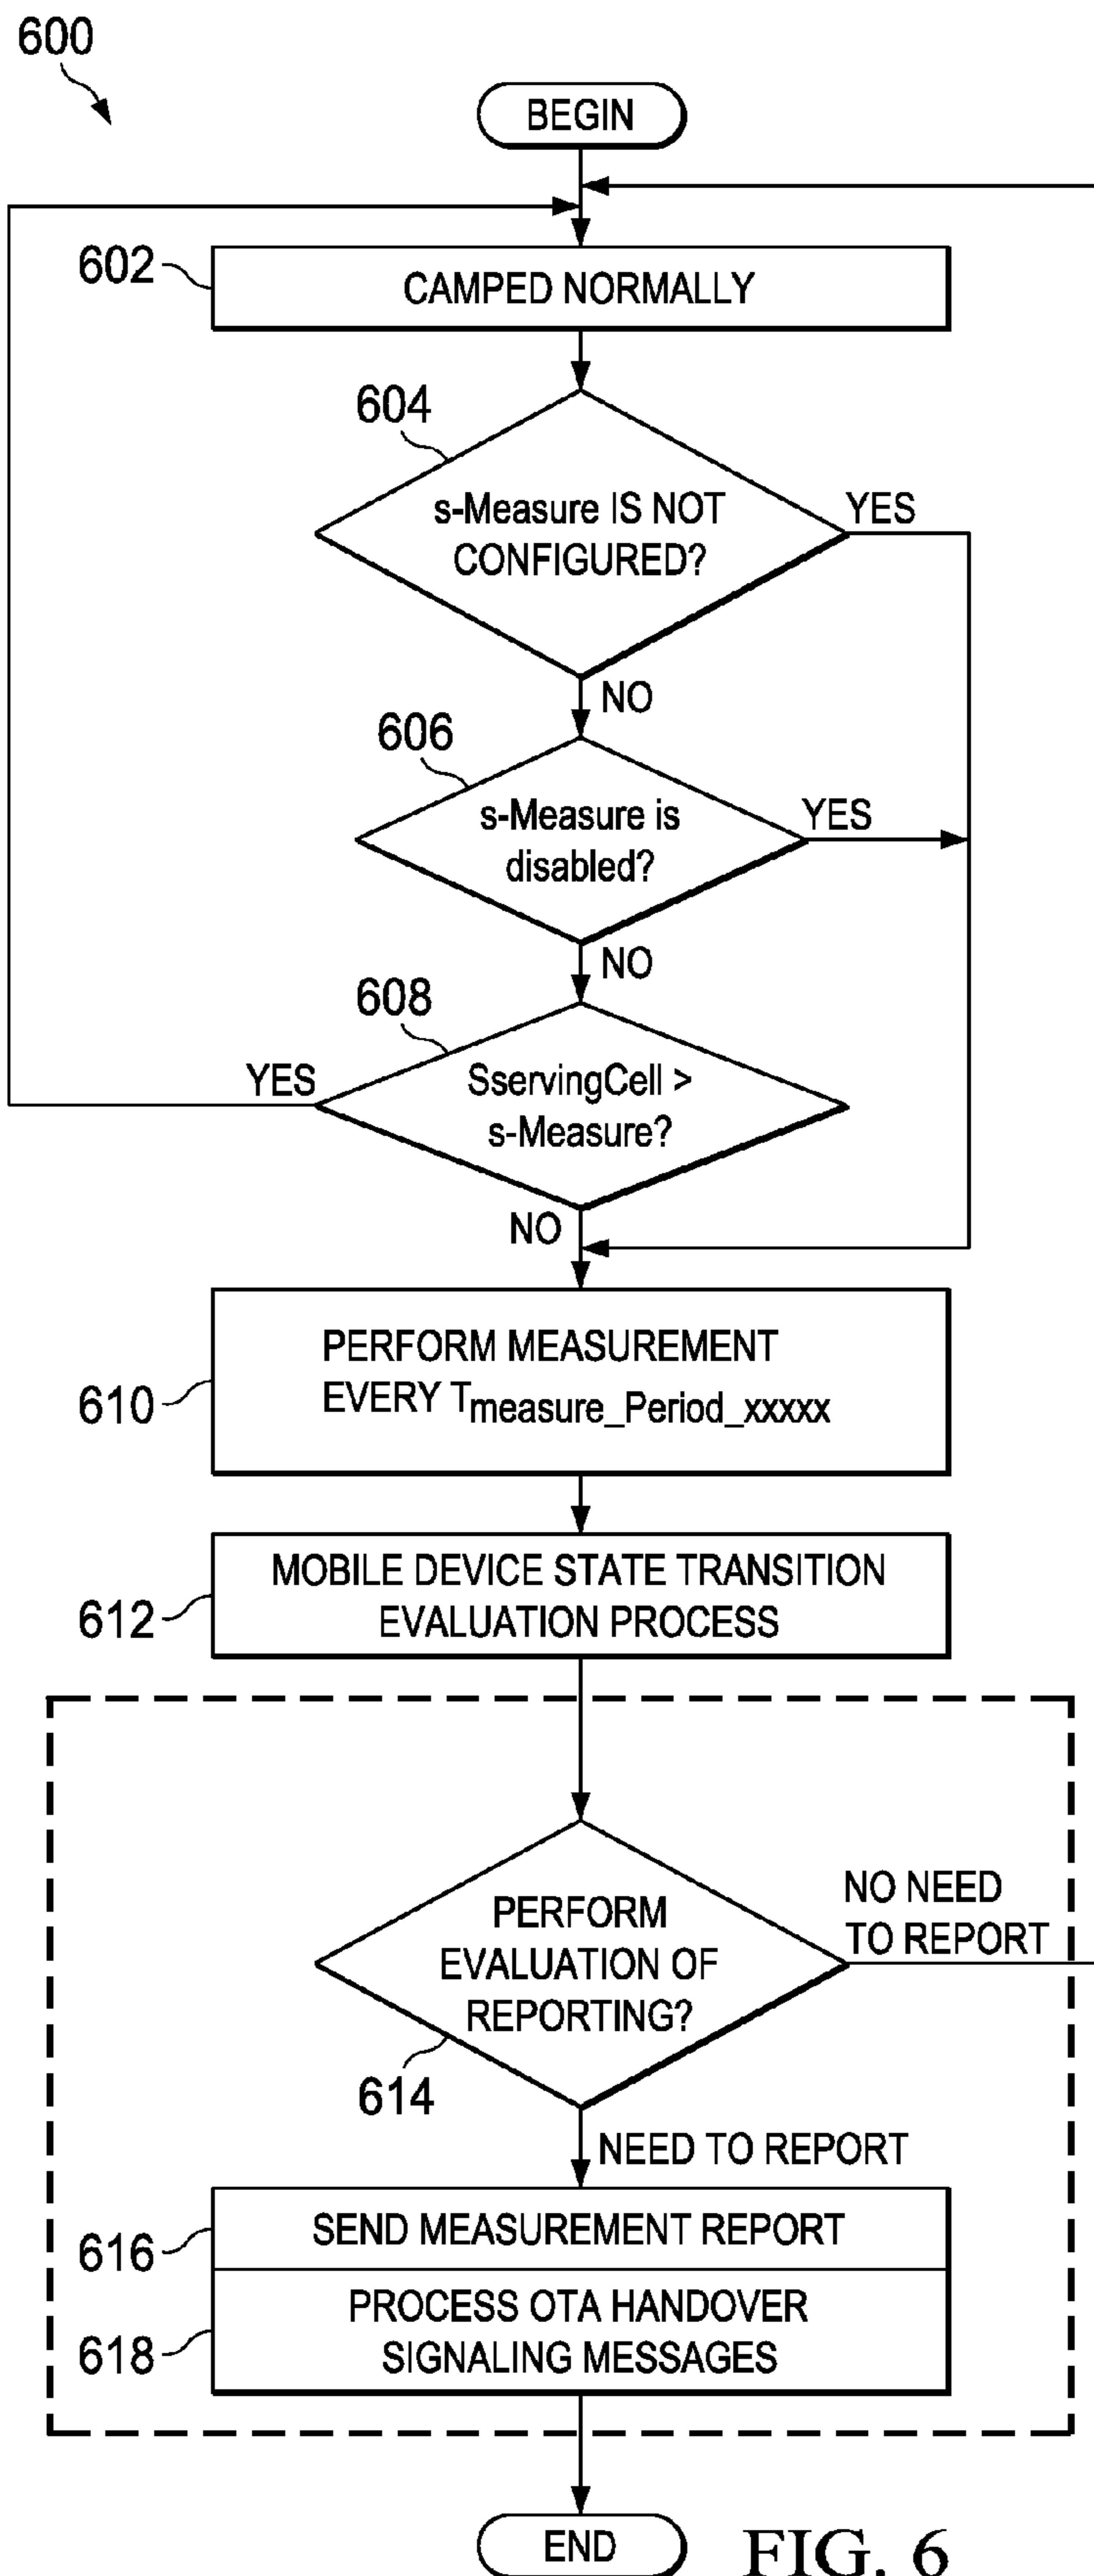 600
BEGIN
602
CAMPED NORMALLY
604
s-Measure IS NOT
CONFIGURED?
YES
NO
606
s-Measure is
disabled?
YES
NO
608
SservingCell >
s-Measure?
YES
NO
610
PERFORM MEASUREMENT
EVERY Tmeasure_Period_xxxxx
612
MOBILE DEVICE STATE TRANSITION
EVALUATION PROCESS
PERFORM
EVALUATION OF
REPORTING?
NO NEED
TO REPORT
614
NEED TO REPORT
616
SEND MEASUREMENT REPORT
618
PROCESS OTA HANDOVER
SIGNALING MESSAGES
END
FIG. 6